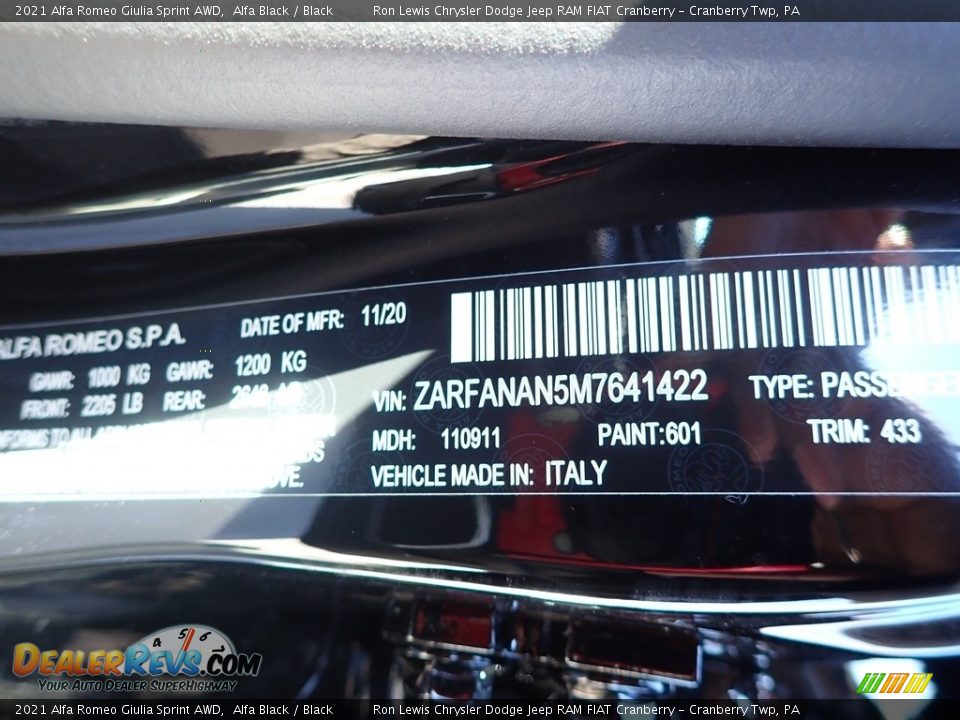 2021 Alfa Romeo Giulia Sprint AWD, Alfa Black / Black Ron Lewis Chrysler Dodge Jeep RAM FIAT Cranberry - Cranberry Twp, PA
ALFA ROMEO S.P.A. DATE OF MFR: 11/20
GAWR: 1000 KG GAWR: 1200 KG
FRONT: 2205 LB REAR:
VIN: ZARFANAN5M7641422 TYPE: PASSENGER
MDH: 110911 PAINT:601 TRIM: 433
VEHICLE MADE IN: ITALY
4 5 6
DEALERREVS.COM
YOUR AUTO DEALER SUPERHIGHWAY
2021 Alfa Romeo Giulia Sprint AWD, Alfa Black / Black Ron Lewis Chrysler Dodge Jeep RAM FIAT Cranberry - Cranberry Twp, PA